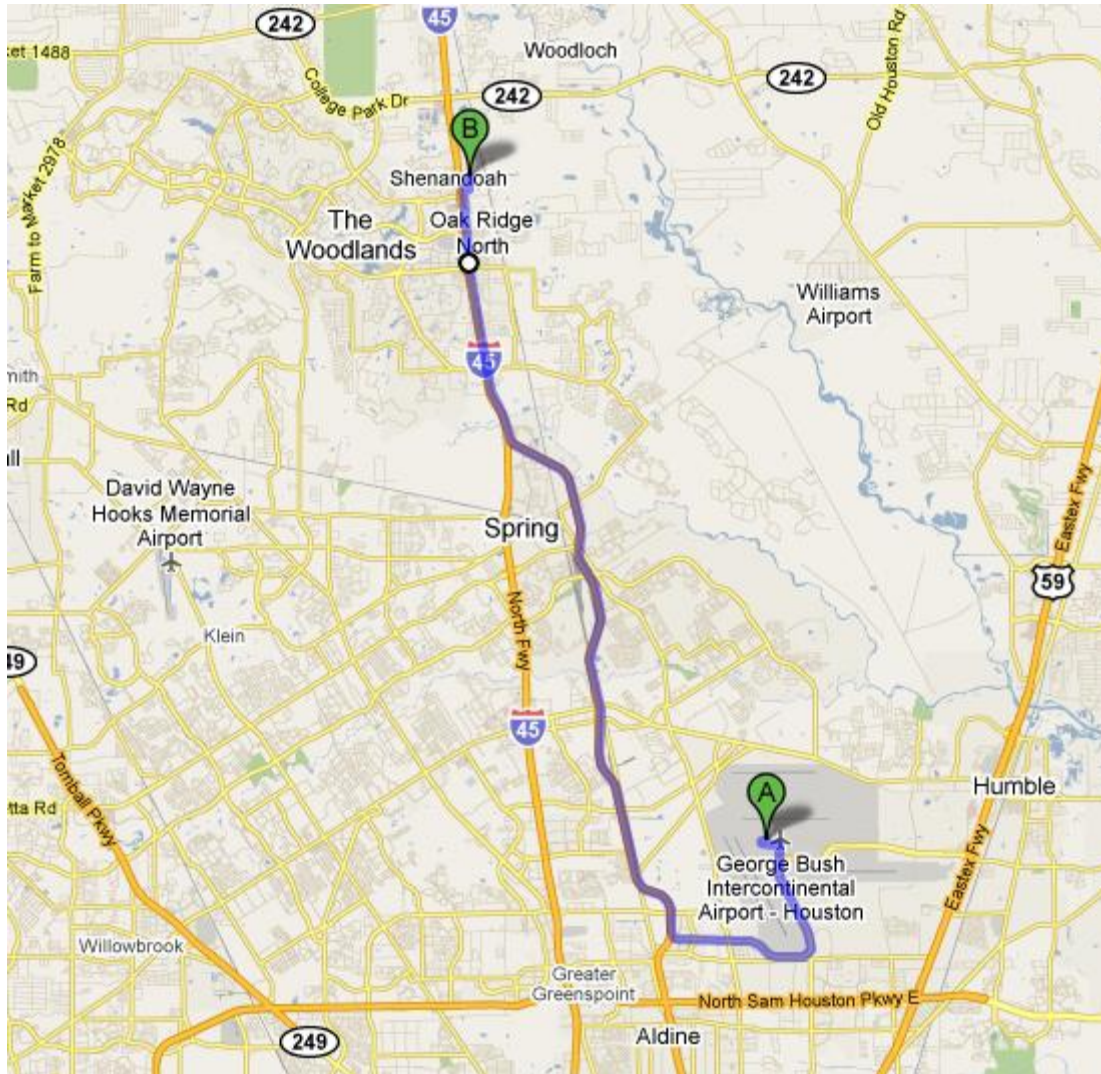 242
45
Woodloch
ket 1488
College Park Dr
242
242
Old Houston Rd
B
Farm to Market 2978
Shenandoah
The
Woodlands
Oak Ridge
North
Williams
Airport
45
mith
Rd
all
David Wayne
Hooks Memorial
Airport
Spring
Eastex Fwy
59
North Fwy
Klein
49
45
Tomball Pkwy
Humble
A
etta Rd
George Bush
Intercontinental
Airport - Houston
Eastex Fwy
Willowbrook
Greater
Greenspoint
North Sam Houston Pkwy E
249
Aldine